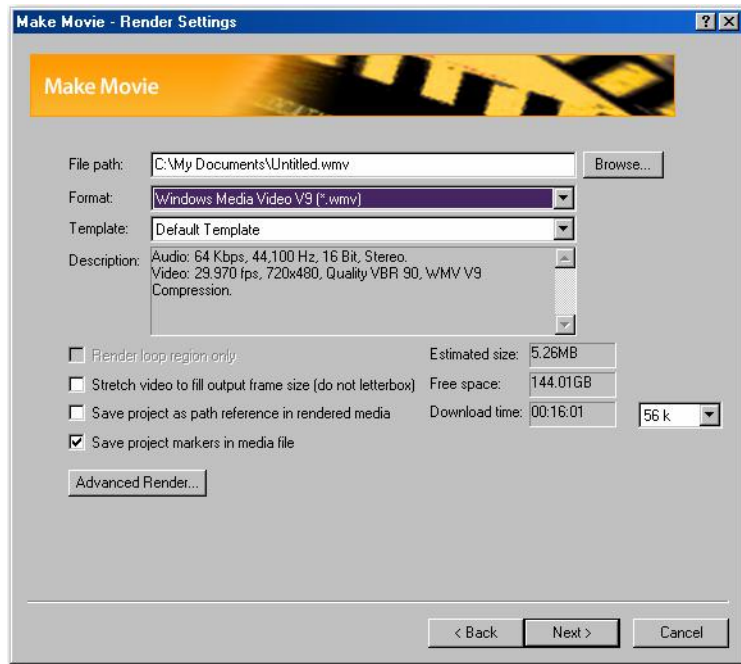 Make Movie - Render Settings
Make Movie
File path: C:\My Documents\Untitled.wmv Browse...
Format: Windows Media Video V9 (*.wmv)
Template: Default Template
Description: Audio: 64 Kbps, 44,100 Hz, 16 Bit, Stereo.
Video: 29.970 fps, 720x480, Quality VBR 90, WMV V9
Compression.
Render loop region only Estimated size: 5.26MB
Stretch video to fill output frame size (do not letterbox) Free space: 144.01GB
Save project as path reference in rendered media Download time: 00:16:01 56 k
Save project markers in media file
Advanced Render...
< Back Next > Cancel